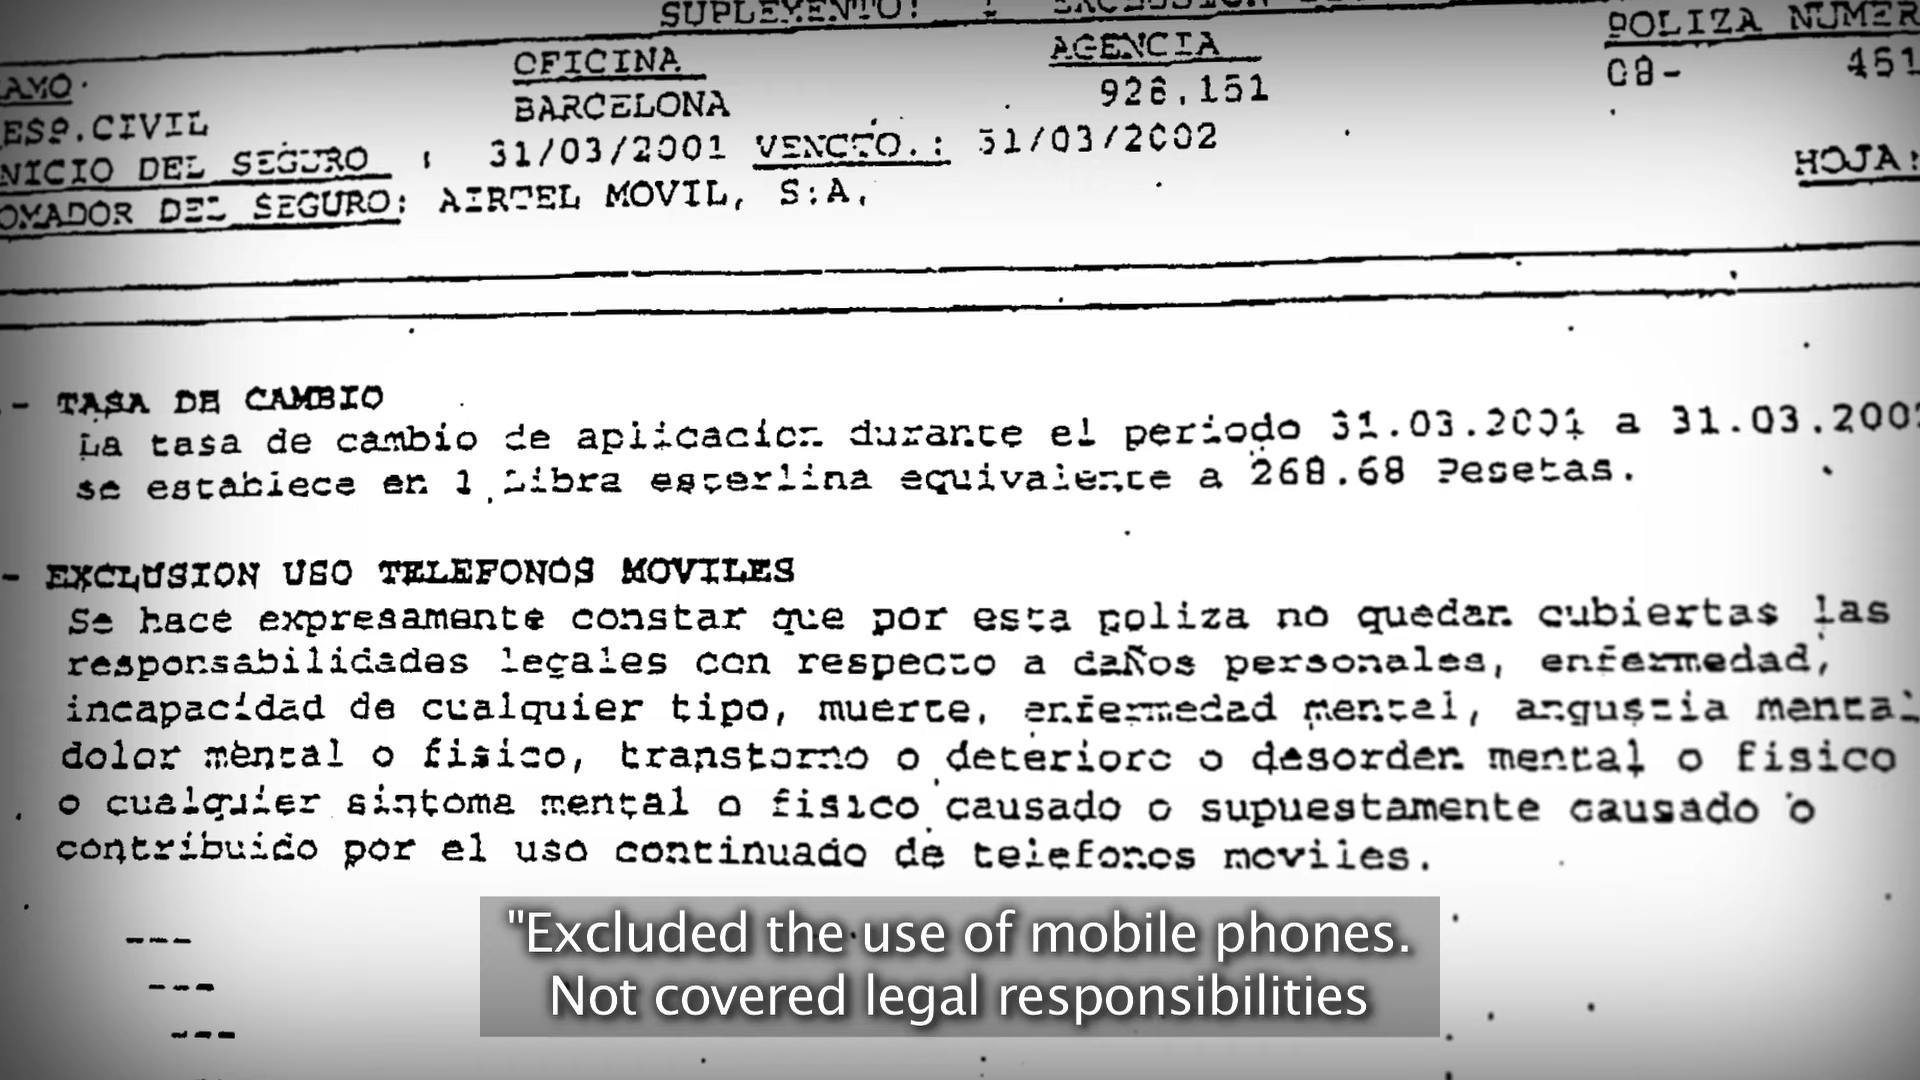 SUPLEMENTO: 1 EXCLUSION
AMO OFICINA AGENCIA POLIZA NUMER
ESP.CIVIL BARCELONA 928.151 08- 451
NICIO DEL SEGURO : 31/03/2001 VENCTO.: 31/03/2002 HOJA:
OMADOR DEL SEGURO: AIRTEL MOVIL, S.A.
- TASA DE CAMBIO
La tasa de cambio de aplicacion durante el periodo 31.03.2001 a 31.03.2002
se establece en 1 Libra esterlina equivalente a 268.68 Pesetas.
- EXCLUSION USO TELEFONOS MOVILES
Se hace expresamente constar que por esta poliza no quedan cubiertas las
responsabilidades legales con respecto a daños personales, enfermedad,
incapacidad de cualquier tipo, muerte, enfermedad mental, angustia mental
dolor mental o fisico, transtorno o deterioro o desorden mental o fisico
o cualquier sintoma mental o fisico causado o supuestamente causado o
contribuido por el uso continuado de telefonos moviles.
---
---
---
"Excluded the use of mobile phones.
Not covered legal responsibilities